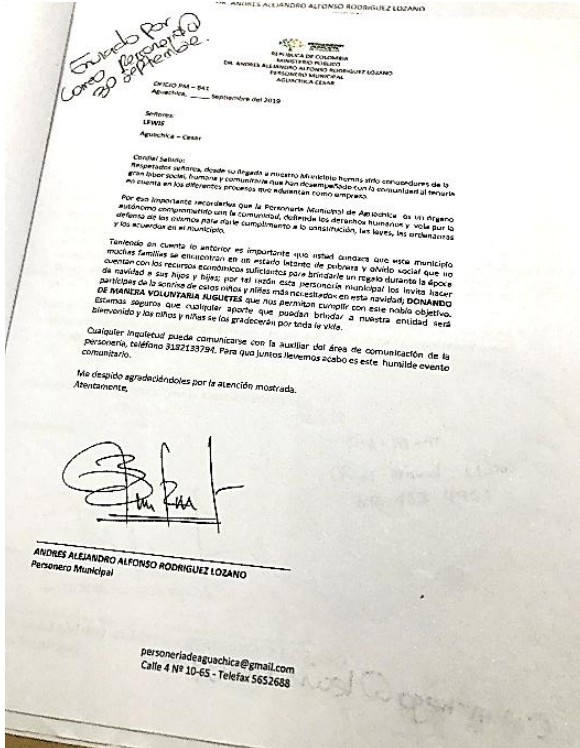 DR. ANDRES ALEJANDRO ALFONSO RODRIGUEZ LOZANO
Enviado por
Correo Personería
30 septiembre.
REPUBLICA DE COLOMBIA
MINISTERIO PÚBLICO
DR. ANDRES ALEJANDRO ALFONSO RODRIGUEZ LOZANO
PERSONERO MUNICIPAL
AGUACHICA CESAR
OFICIO PM – 841
Aguachica, _____ Septiembre del 2019
Señores:
LEWIS
Aguachica – Cesar
Cordial Saludo:
Respetados señores, desde su llegada a nuestro Municipio hemos sido conocedores de la
gran labor social, humana y comunitaria que han desempeñado con la comunidad al tenerla
en cuenta en los diferentes procesos que adelantan como empresa.
Por eso importante recordarles que la Personería Municipal de Aguachica es un órgano
autónomo comprometido con la comunidad, defiende los derechos humanos y vela por la
defensa de los mismos para darle cumplimento a la constitución, las leyes, las ordenanzas
y los acuerdos en el municipio.
Teniendo en cuenta lo anterior es importante que usted conozca que este municipio
muchas familias se encuentran en un estado latente de pobreza y olvido social que no
cuentan con los recursos económicos suficientes para brindarle un regalo durante la época
de navidad a sus hijos y hijas; por tal razón esta personería municipal los invita hacer
participes de la sonrisa de estos niños y niñas más necesitados en esta navidad; DONANDO
DE MANERA VOLUNTARIA JUGUETES que nos permitan cumplir con este noble objetivo.
Estamos seguros que cualquier aporte que puedan brindar a nuestra entidad será
bienvenido y los niños y niñas se los gradecerán por toda la vida.
Cualquier inquietud puede comunicarse con la auxiliar del área de comunicación de la
personería, teléfono 3182133794. Para que juntos llevemos acabo es este humilde evento
comunitario.
Me despido agradeciéndoles por la atención mostrada.
Atentamente,
ANDRES ALEJANDRO ALFONSO RODRIGUEZ LOZANO
Personero Municipal
personeriadeaguachica@gmail.com
Calle 4 Nº 10-65 - Telefax 5652688